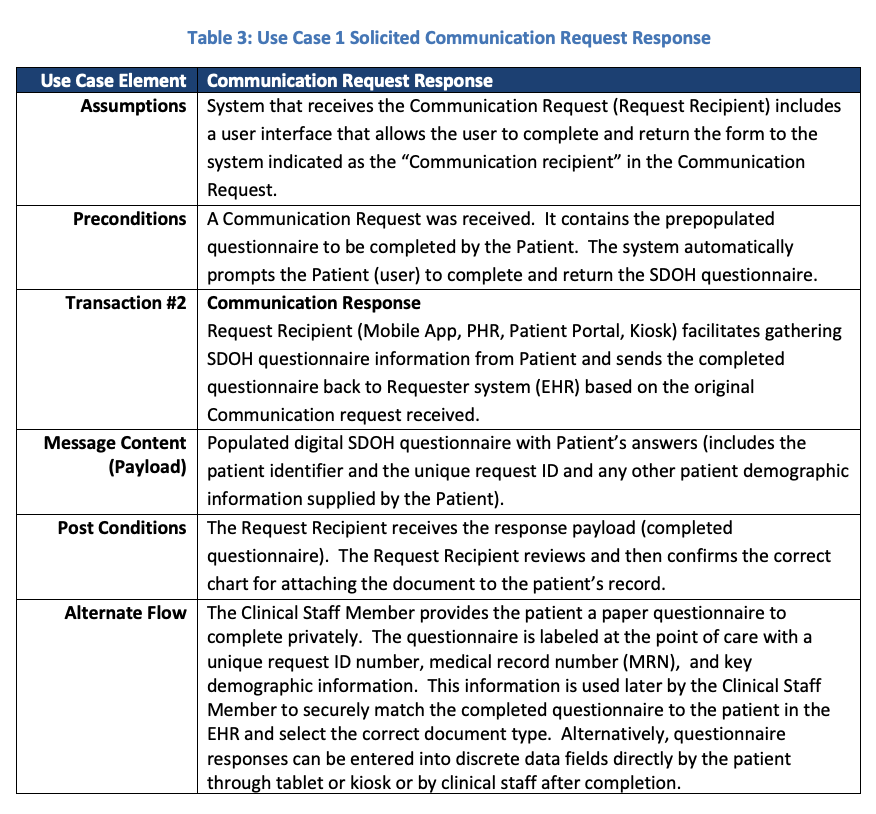 Table 3: Use Case 1 Solicited Communication Request Response
Use Case Element Communication Request Response
Assumptions System that receives the Communication Request (Request Recipient) includes
a user interface that allows the user to complete and return the form to the
system indicated as the “Communication recipient” in the Communication
Request.
Preconditions A Communication Request was received.  It contains the prepopulated
questionnaire to be completed by the Patient.  The system automatically
prompts the Patient (user) to complete and return the SDOH questionnaire.
Transaction #2 Communication Response
Request Recipient (Mobile App, PHR, Patient Portal, Kiosk) facilitates gathering
SDOH questionnaire information from Patient and sends the completed
questionnaire back to Requester system (EHR) based on the original
Communication request received.
Message Content Populated digital SDOH questionnaire with Patient’s answers (includes the
(Payload) patient identifier and the unique request ID and any other patient demographic
information supplied by the Patient).
Post Conditions The Request Recipient receives the response payload (completed
questionnaire).  The Request Recipient reviews and then confirms the correct
chart for attaching the document to the patient’s record.
Alternate Flow The Clinical Staff Member provides the patient a paper questionnaire to
complete privately.  The questionnaire is labeled at the point of care with a
unique request ID number, medical record number (MRN),  and key
demographic information.  This information is used later by the Clinical Staff
Member to securely match the completed questionnaire to the patient in the
EHR and select the correct document type.  Alternatively, questionnaire
responses can be entered into discrete data fields directly by the patient
through tablet or kiosk or by clinical staff after completion.